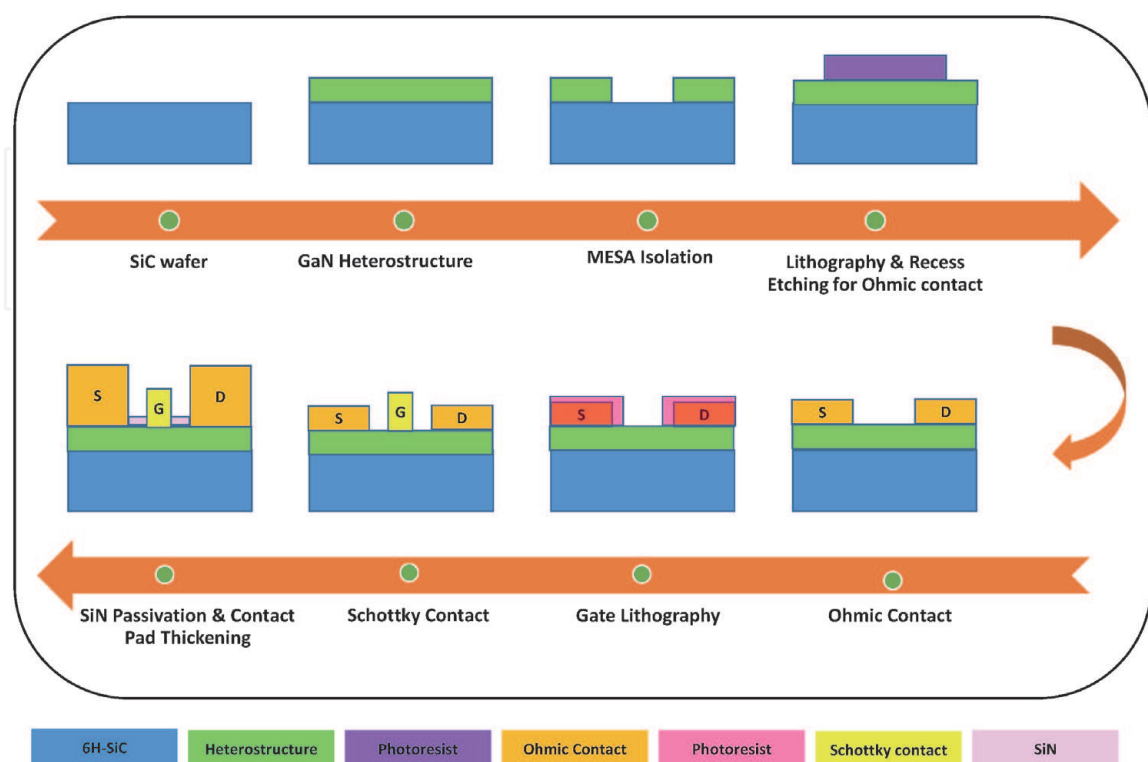 SiC wafer
GaN Heterostructure
MESA Isolation
Lithography & Recess
Etching for Ohmic contact
S
G
D
S
G
D
S
D
S
D
SiN Passivation & Contact
Pad Thickening
Schottky Contact
Gate Lithography
Ohmic Contact
6H-SiC
Heterostructure
Photoresist
Ohmic Contact
Photoresist
Schottky contact
SiN